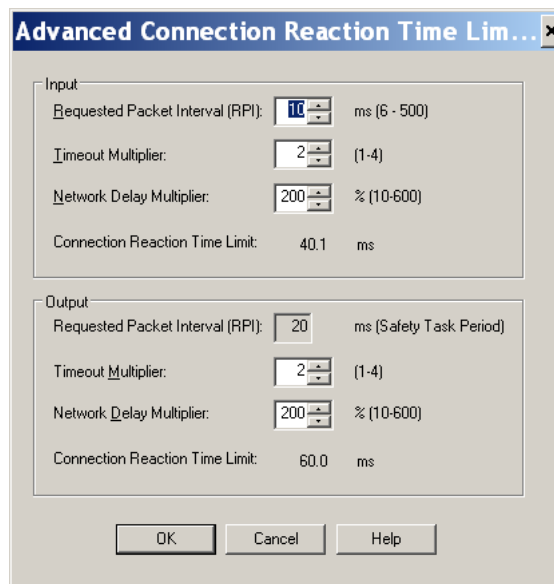 Advanced Connection Reaction Time Lim...
Input
Requested Packet Interval (RPI): 10 ms (6 - 500)
Timeout Multiplier: 2 (1-4)
Network Delay Multiplier: 200 % (10-600)
Connection Reaction Time Limit: 40.1 ms
Output
Requested Packet Interval (RPI): 20 ms (Safety Task Period)
Timeout Multiplier: 2 (1-4)
Network Delay Multiplier: 200 % (10-600)
Connection Reaction Time Limit: 60.0 ms
OK Cancel Help